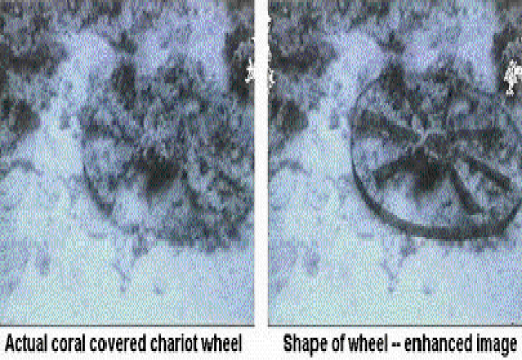 Actual coral covered chariot wheel
Shape of wheel -- enhanced image